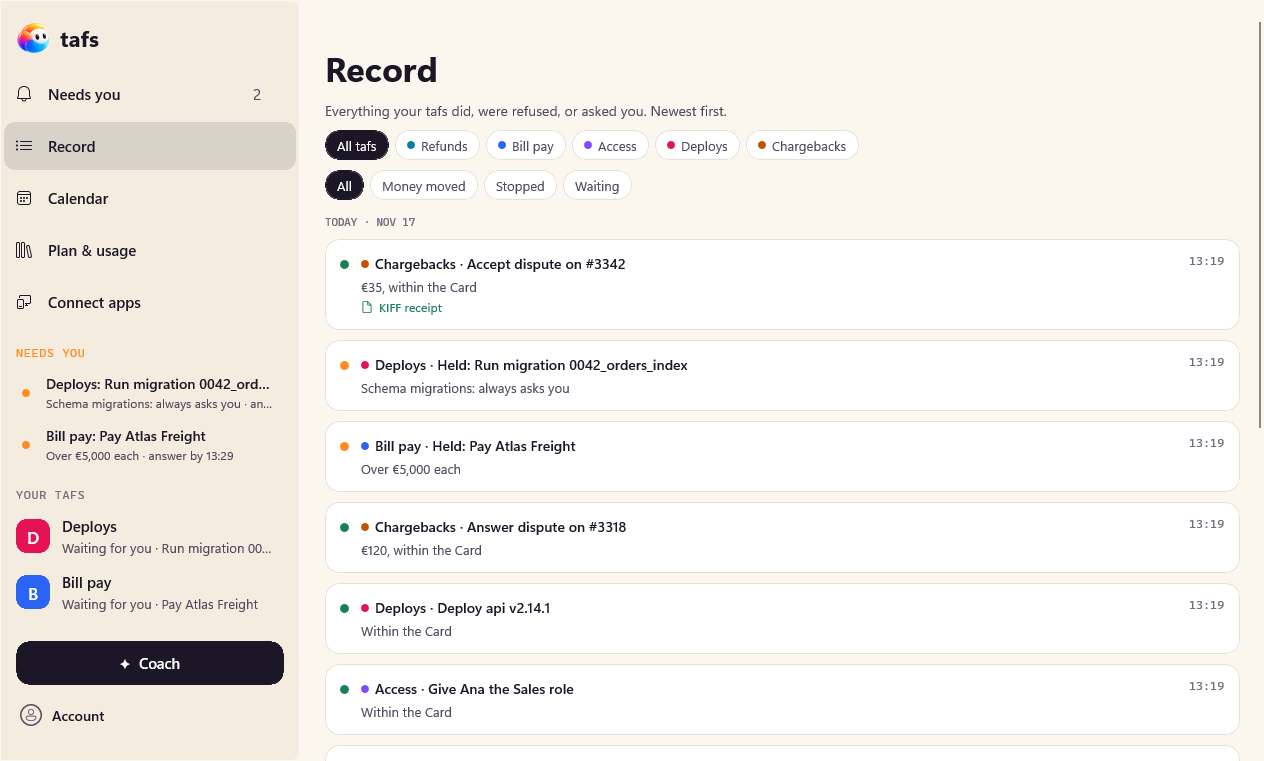 tafs
Needs you 2
Record
Calendar
Plan & usage
Connect apps
NEEDS YOU
Deploys: Run migration 0042_ord...
Schema migrations: always asks you · an...
Bill pay: Pay Atlas Freight
Over €5,000 each · answer by 13:29
YOUR TAFS
D
Deploys
Waiting for you · Run migration 00...
B
Bill pay
Waiting for you · Pay Atlas Freight
✦ Coach
Account
Record
Everything your tafs did, were refused, or asked you. Newest first.
All tafs Refunds Bill pay Access Deploys Chargebacks
All Money moved Stopped Waiting
TODAY · NOV 17
Chargebacks · Accept dispute on #3342 13:19
€35, within the Card
KIFF receipt
Deploys · Held: Run migration 0042_orders_index 13:19
Schema migrations: always asks you
Bill pay · Held: Pay Atlas Freight 13:19
Over €5,000 each
Chargebacks · Answer dispute on #3318 13:19
€120, within the Card
Deploys · Deploy api v2.14.1 13:19
Within the Card
Access · Give Ana the Sales role 13:19
Within the Card